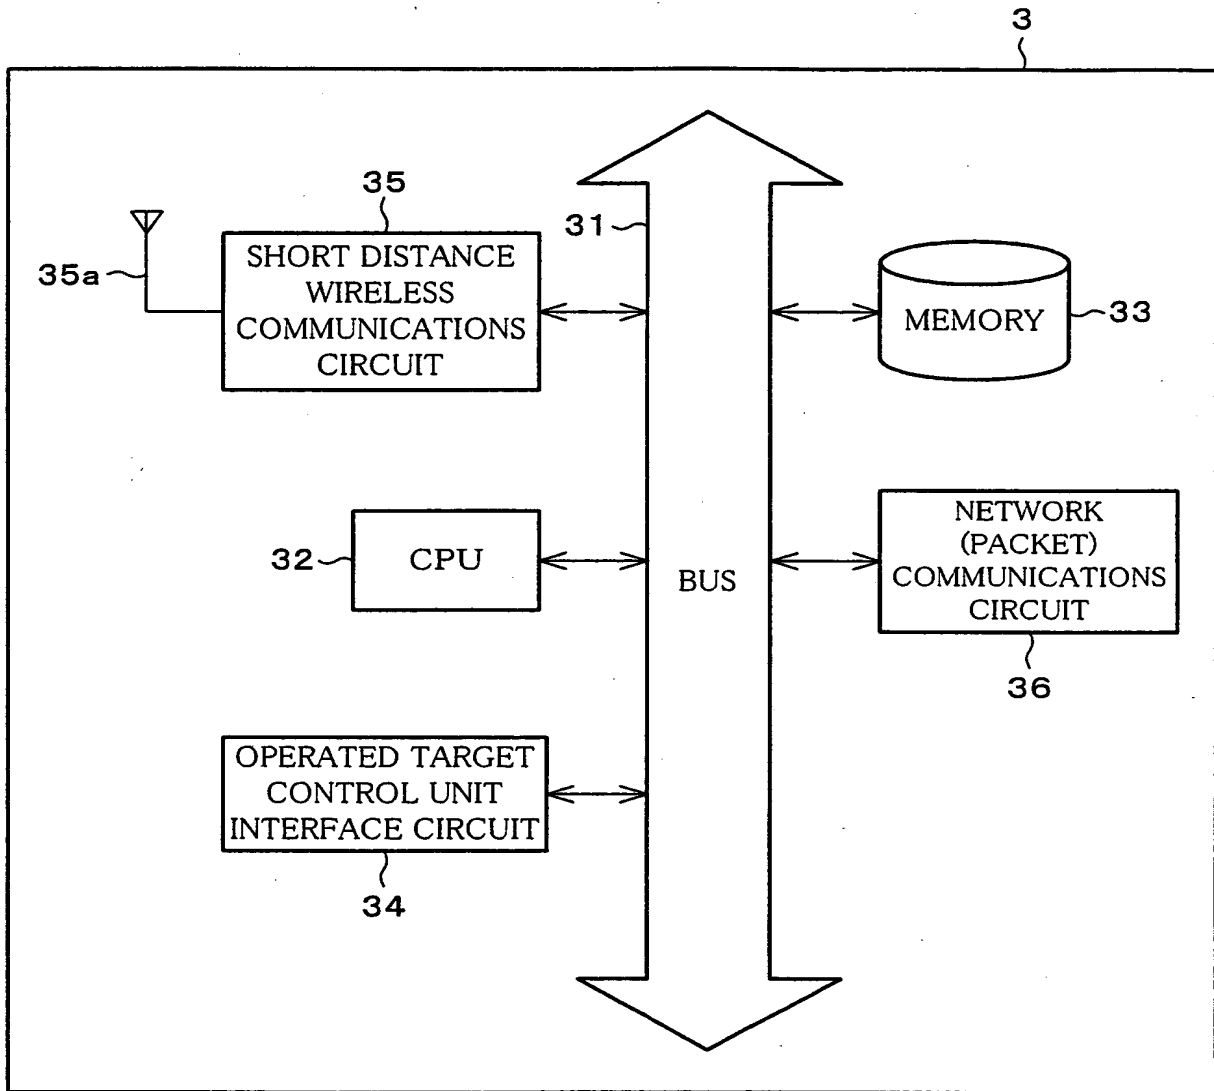 3
35
35a
SHORT DISTANCE
WIRELESS
COMMUNICATIONS
CIRCUIT
31
MEMORY
33
32
CPU
BUS
NETWORK
(PACKET)
COMMUNICATIONS
CIRCUIT
36
OPERATED TARGET
CONTROL UNIT
INTERFACE CIRCUIT
34